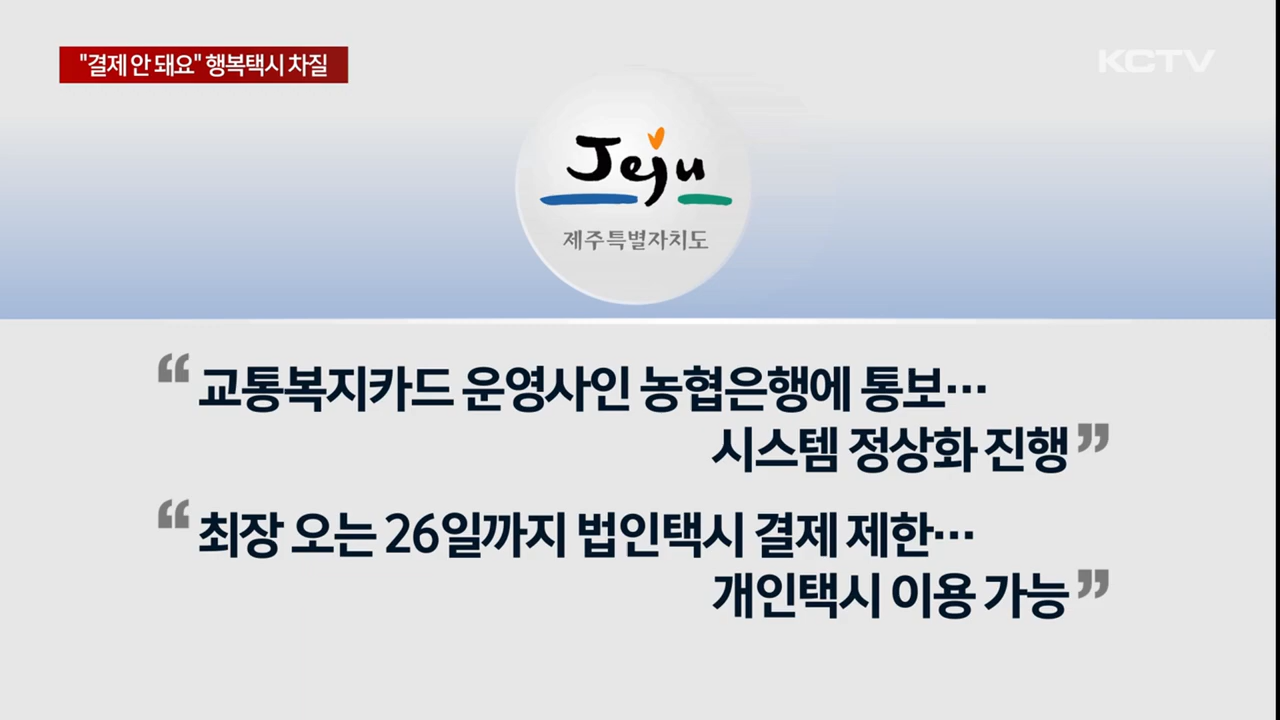 "결제 안 돼요" 행복택시 차질
KCTV
Jeju
제주특별자치도
“ 교통복지카드 운영사인 농협은행에 통보…
시스템 정상화 진행 ”
“ 최장 오는 26일까지 법인택시 결제 제한…
개인택시 이용 가능 ”